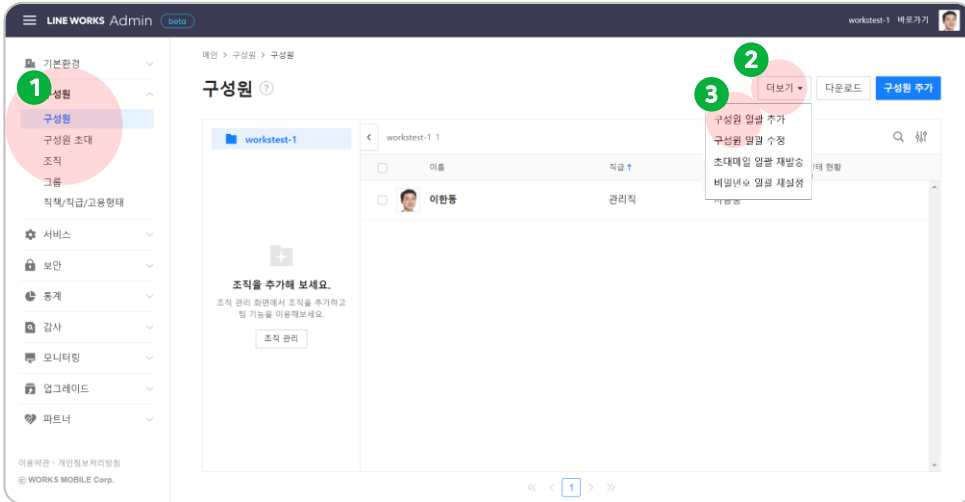 LINE WORKS Admin beta
workstest-1 바로가기
기본환경
구성원
구성원
구성원 초대
조직
그룹
직책/직급/고용형태
서비스
보안
통계
감사
모니터링
업그레이드
파트너
이용약관 · 개인정보처리방침
ⓒ WORKS MOBILE Corp.
1
메인 > 구성원 > 구성원
구성원 ?
2
더보기
다운로드
구성원 추가
3
구성원 일괄 추가
구성원 일괄 수정
초대메일 일괄 재발송
비밀번호 일괄 재설정
workstest-1
workstest-1 1
이름
직급↑
현황
이한동
관리직
조직을 추가해 보세요.
조직 관리 화면에서 조직을 추가하고
팀 기능을 이용해보세요.
조직 관리
« < 1 > »